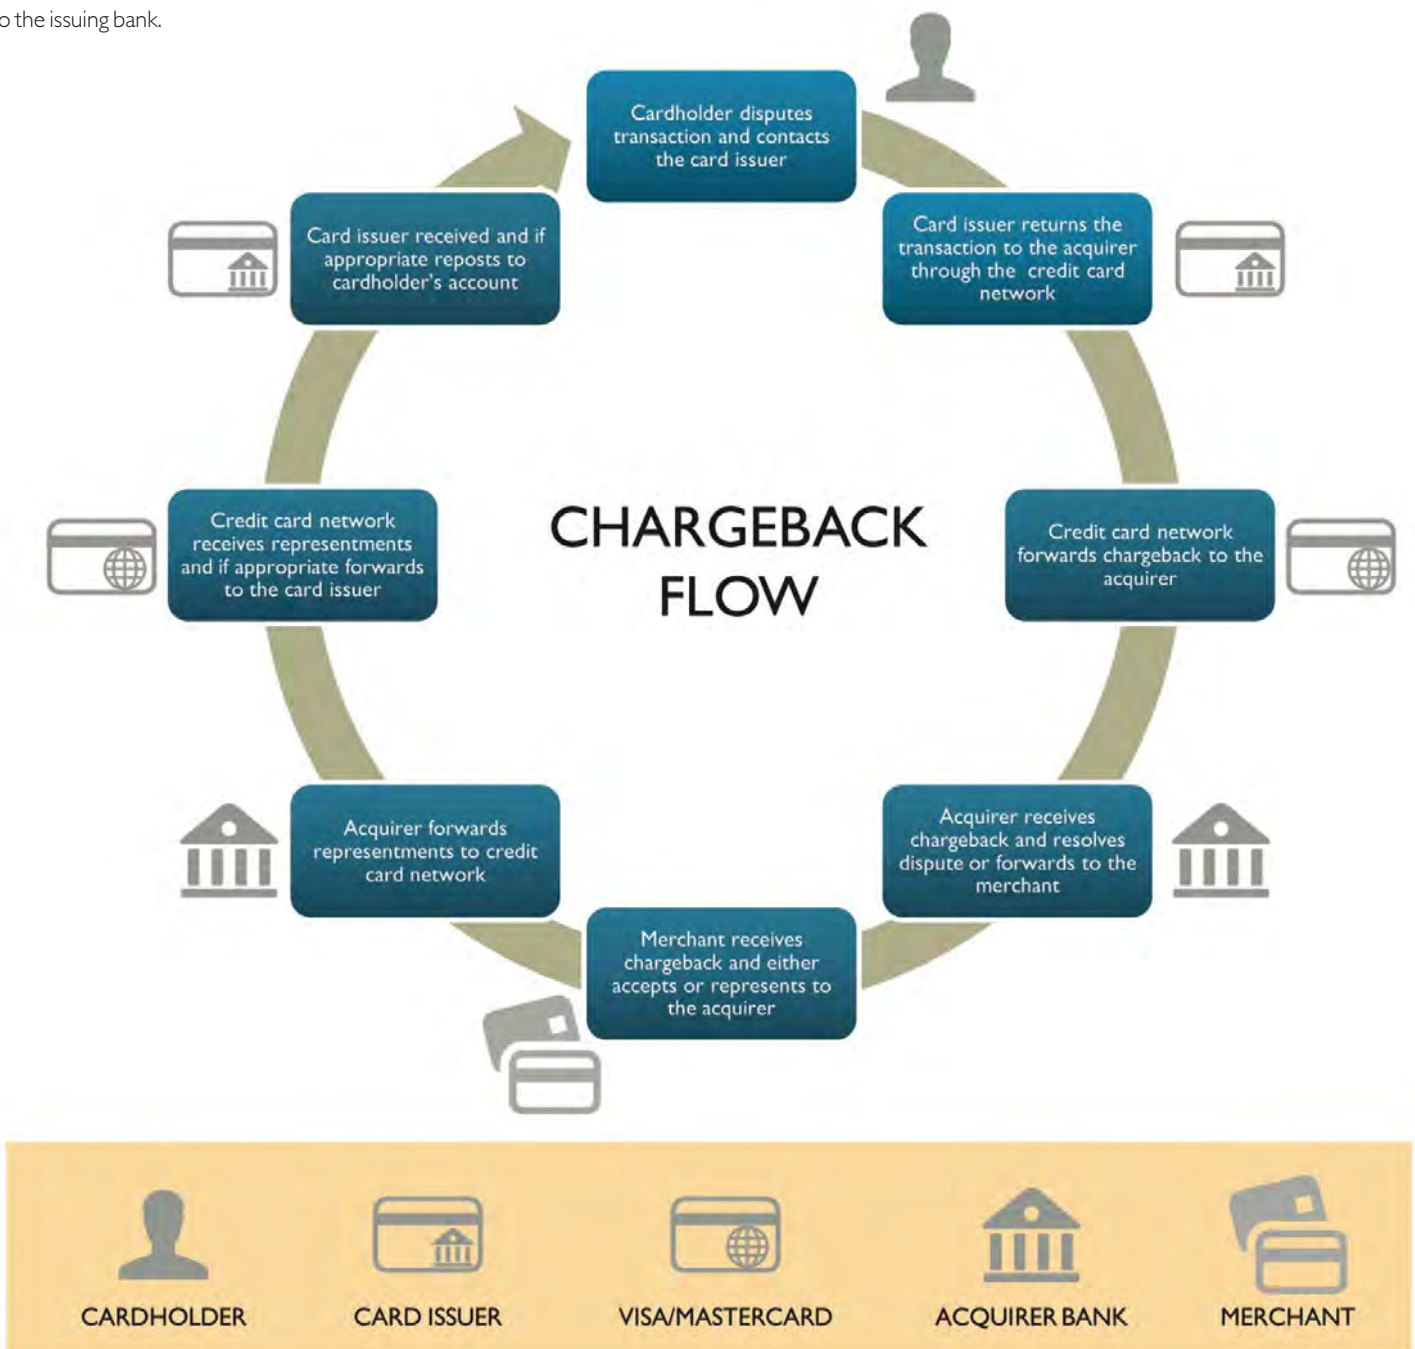 o the issuing bank.
Cardholder disputes
transaction and contacts
the card issuer
Card issuer returns the
transaction to the acquirer
through the credit card
network
Credit card network
forwards chargeback to the
acquirer
Acquirer receives
chargeback and resolves
dispute or forwards to the
merchant
Merchant receives
chargeback and either
accepts or represents to
the acquirer
Acquirer forwards
representments to credit
card network
Credit card network
receives representments
and if appropriate forwards
to the card issuer
Card issuer received and if
appropriate reposts to
cardholder's account
CHARGEBACK
FLOW
CARDHOLDER
CARD ISSUER
VISA/MASTERCARD
ACQUIRER BANK
MERCHANT